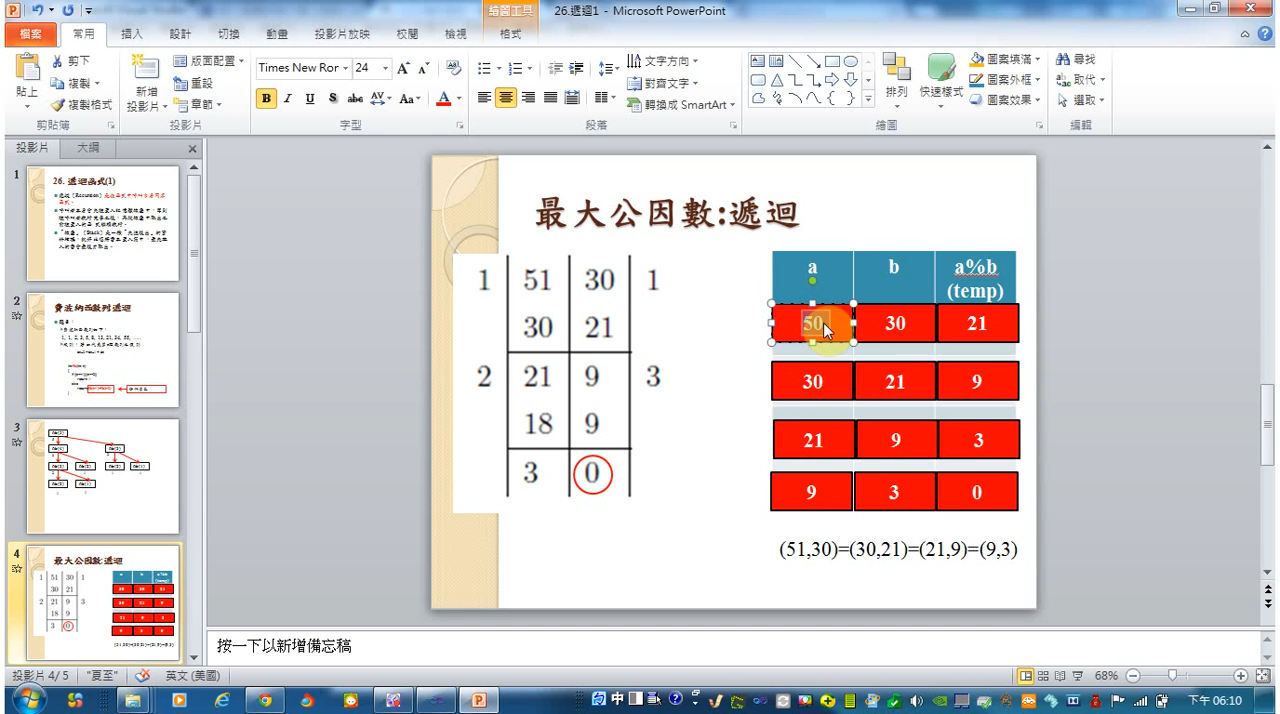 繪圖工具
26.遞迴1 - Microsoft PowerPoint
檔案 常用 插入 設計 切換 動畫 投影片放映 校閱 檢視 格式
貼上 剪下 複製 複製格式 剪貼簿
新增投影片 版面配置 重設 章節 投影片
Times New Ror 24
B I U S abc AV Aa A
字型
文字方向 對齊文字 轉換成 SmartArt 段落
排列 快速樣式 圖案填滿 圖案外框 圖案效果 繪圖
尋找 取代 選取 編輯
投影片 大綱
1
26. 遞迴函式(1)
2
費波納西數列遞迴
3
4
最大公因數:遞迴
最大公因數:遞迴
1 51 30 1
30 21
2 21 9 3
18 9
3 0
a b a%b
(temp)
50 30 21
30 21 9
21 9 3
9 3 0
(51,30)=(30,21)=(21,9)=(9,3)
按一下以新增備忘稿
投影片 4/5 "夏至" 英文 (美國) 68%
中
下午 06:10